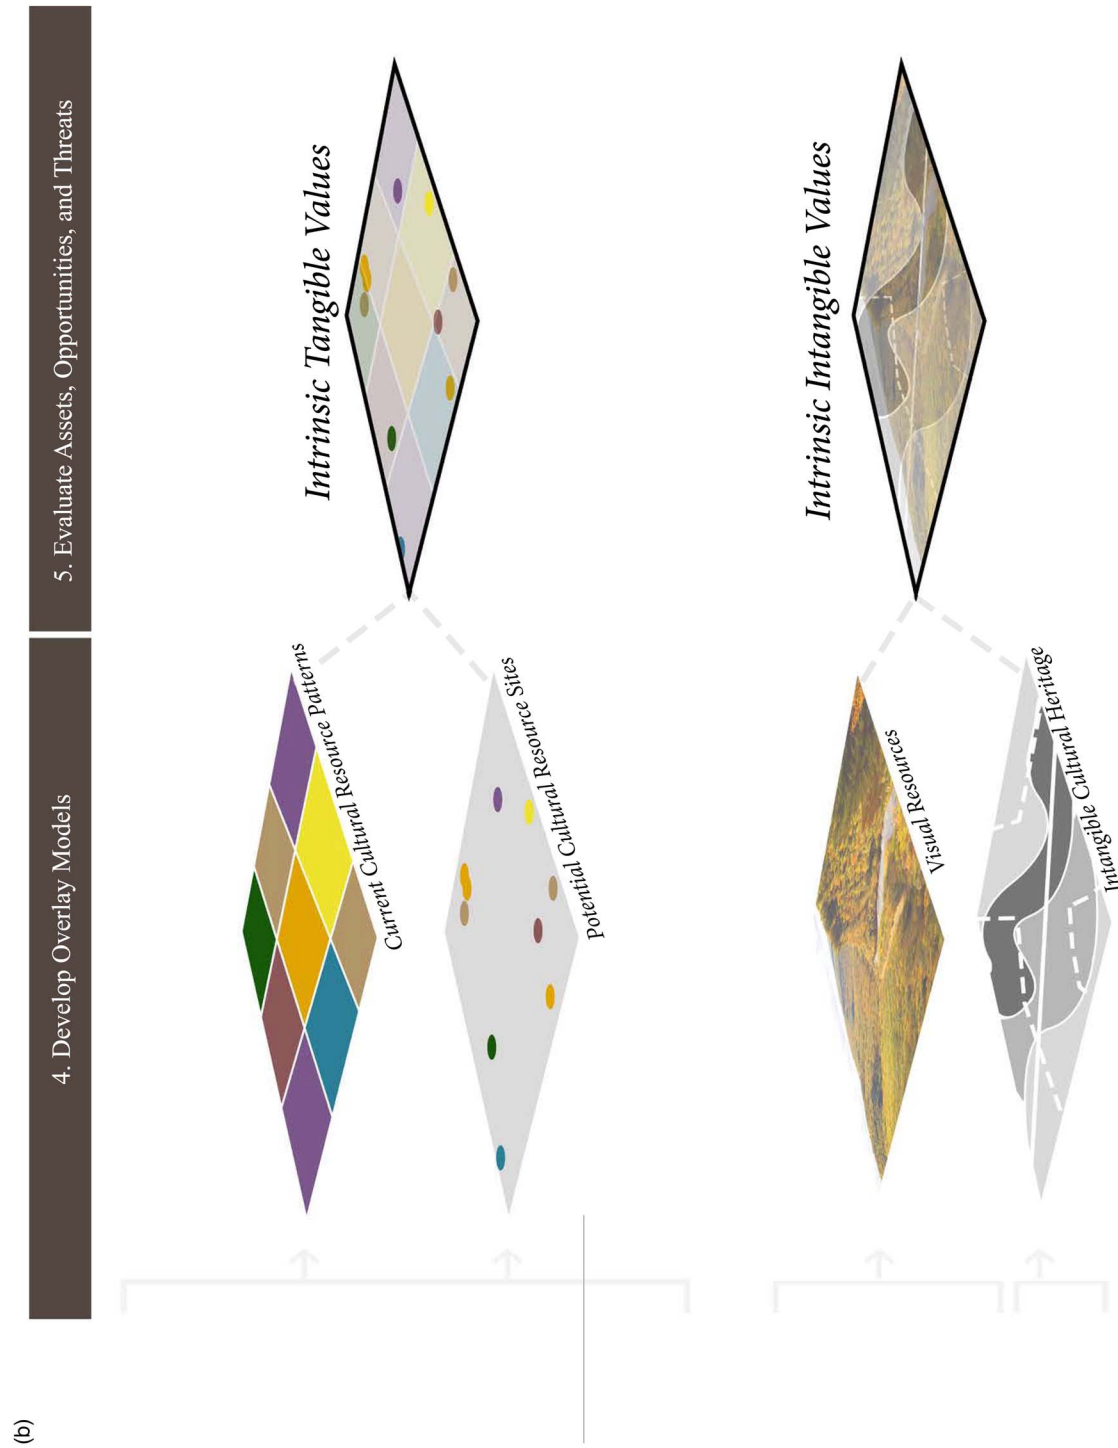 (b)
4. Develop Overlay Models
5. Evaluate Assets, Opportunities, and Threats
Current Cultural Resource Patterns
Intrinsic Tangible Values
Potential Cultural Resource Sites
Visual Resources
Intrinsic Intangible Values
Intangible Cultural Heritage